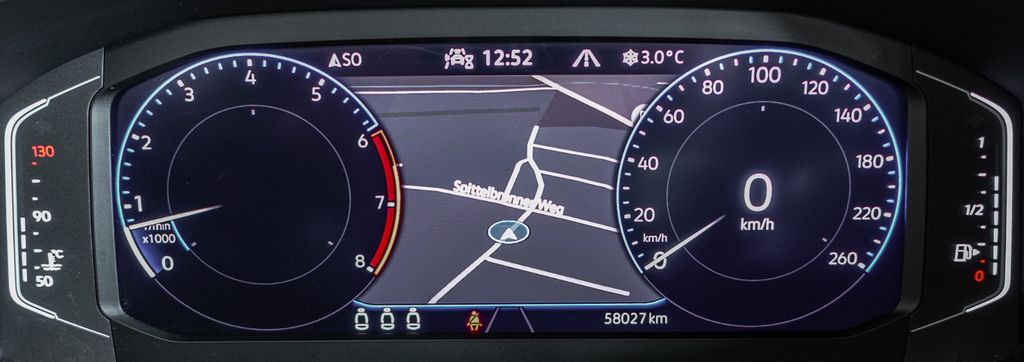 SO 12:52 3.0°C
1 2 3 4 5 6 7 8
0
1/min
x1000
130
90
°C
50
Spittelbrunner Weg
0 20 40 60 80 100 120 140 180 220 260
km/h
0
km/h
1
1/2
0
58027 km